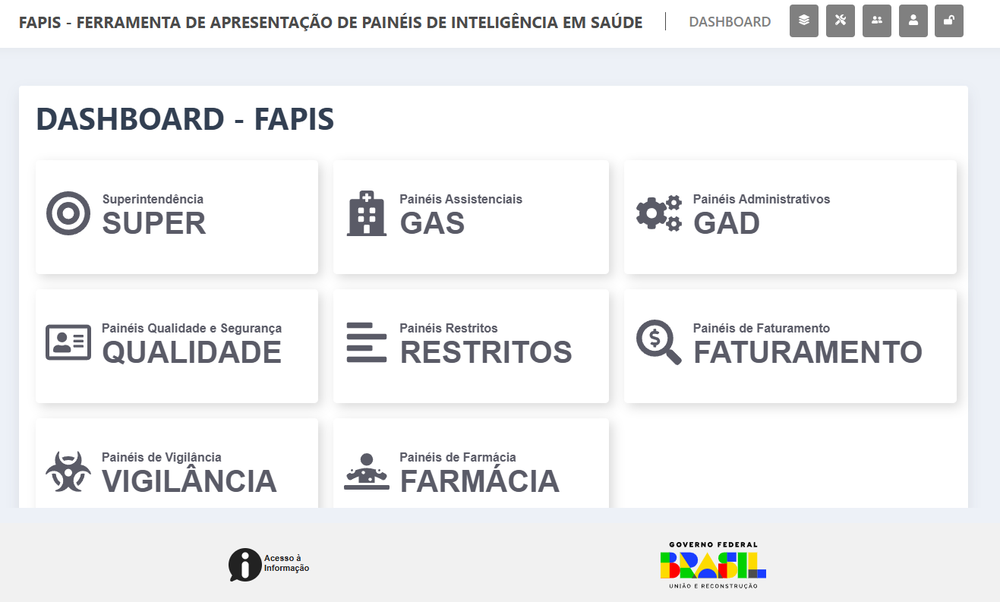 FAPIS - FERRAMENTA DE APRESENTAÇÃO DE PAINÉIS DE INTELIGÊNCIA EM SAÚDE
DASHBOARD
DASHBOARD - FAPIS
Superintendência
SUPER
Painéis Assistenciais
GAS
Painéis Administrativos
GAD
Painéis Qualidade e Segurança
QUALIDADE
Painéis Restritos
RESTRITOS
Painéis de Faturamento
FATURAMENTO
Painéis de Vigilância
VIGILÂNCIA
Painéis de Farmácia
FARMÁCIA
Acesso à
Informação
GOVERNO FEDERAL
BRASIL
UNIÃO E RECONSTRUÇÃO